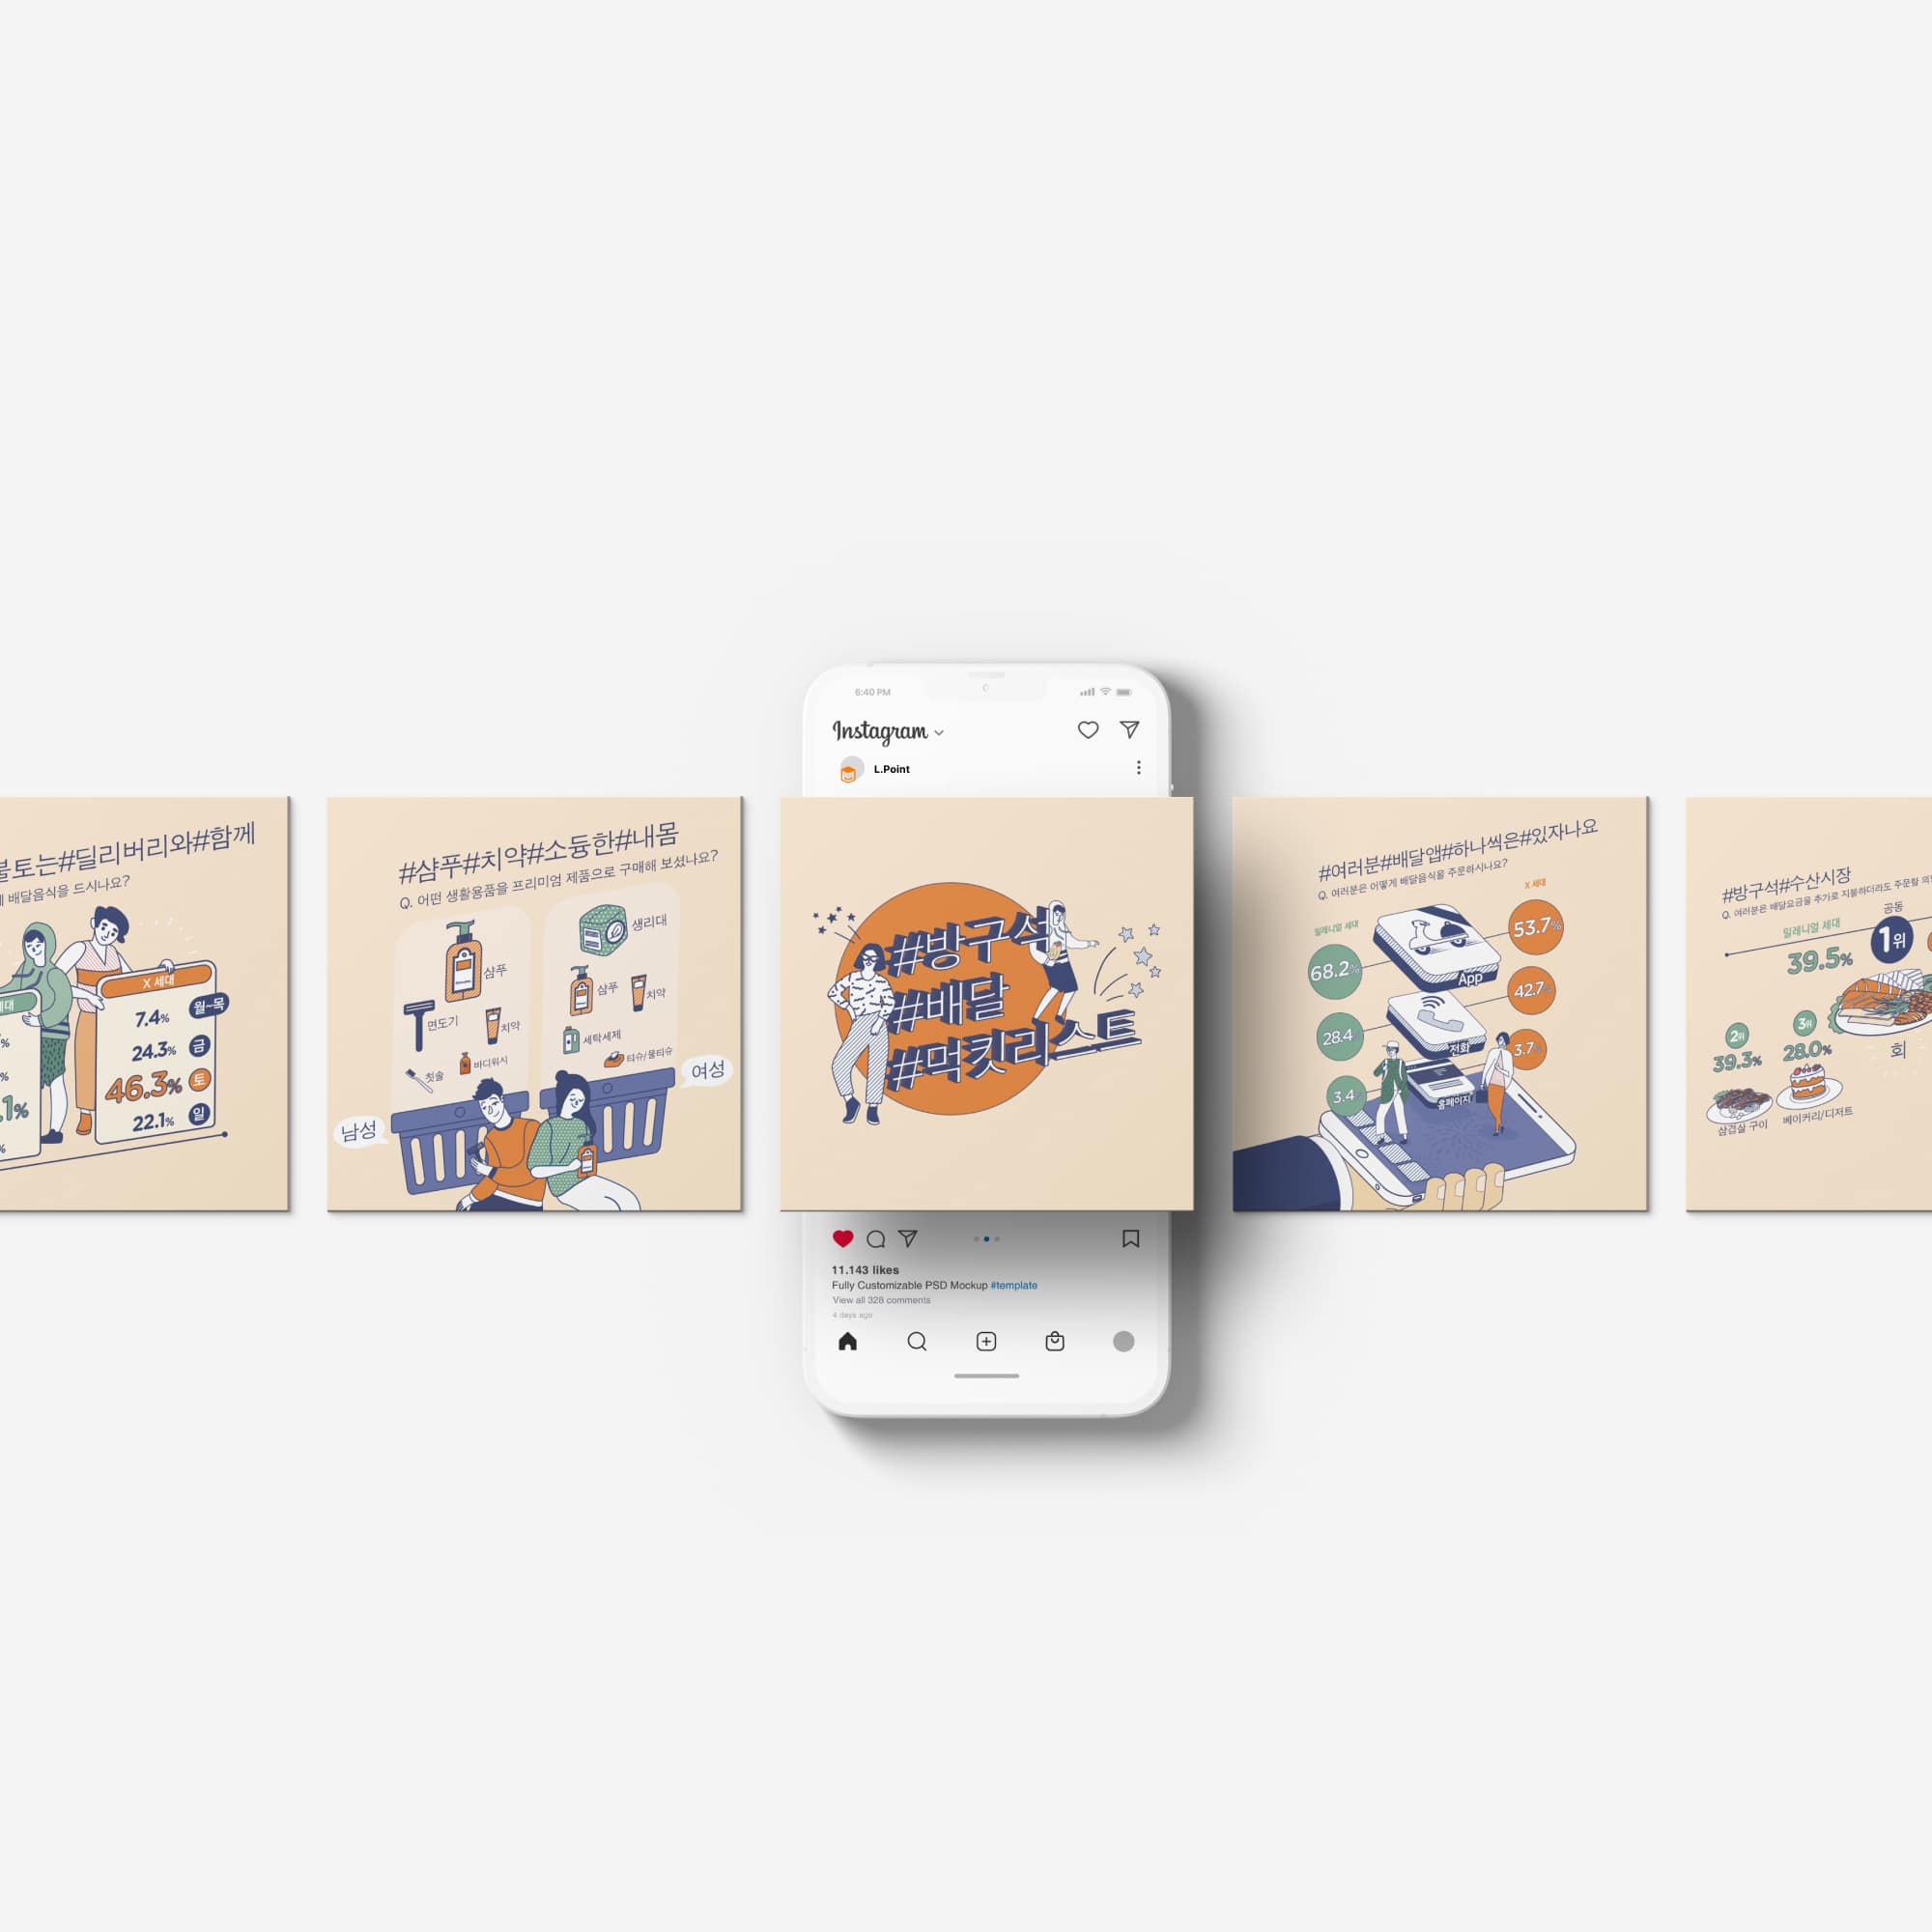 불토는#딜리버리와#함께
배달음식을 드시나요?
X 세대
7.4% 월~목
24.3% 금
46.3% 토
22.1% 일
#샴푸#치약#소듕한#내몸
Q. 어떤 생활용품을 프리미엄 제품으로 구매해 보셨나요?
샴푸
면도기
치약
칫솔
바디워시
남성
생리대
샴푸
치약
세탁세제
티슈/물티슈
여성
6:40 PM
Instagram
L.Point
#방구석
#배달
#먹킷리스트
11.143 likes
Fully Customizable PSD Mockup #template
View all 328 comments
4 days ago
#여러분#배달앱#하나씩은#있자나요
Q. 여러분은 어떻게 배달음식을 주문하시나요?
밀레니얼 세대
X 세대
68.2% App 53.7%
28.4 전화 42.7%
3.4 홈페이지 3.7%
#방구석#수산시장
Q. 여러분은 배달요금을 추가로 지불하더라도 주문할
밀레니얼 세대
39.5%
공동
1위
회
2위
39.3%
삼겹살 구이
3위
28.0%
베이커리/디저트